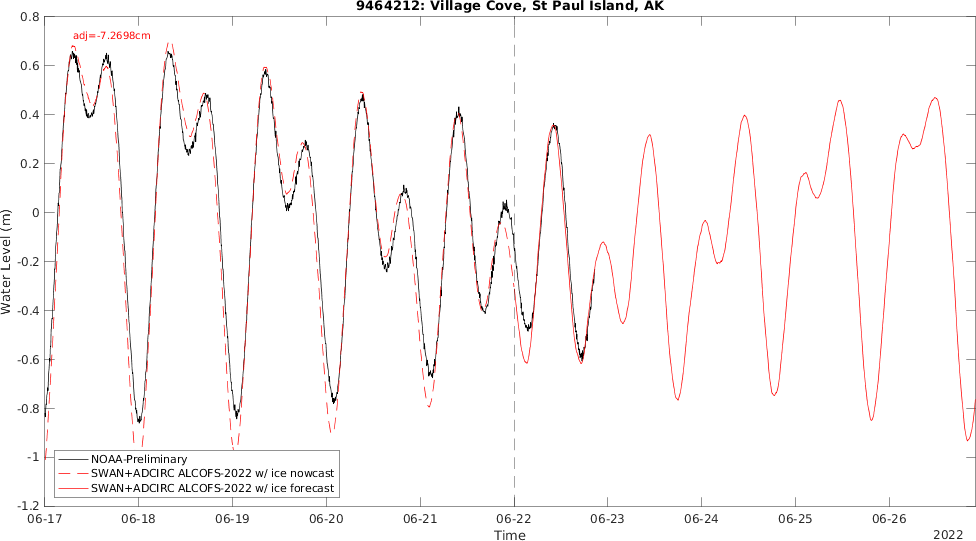 9464212: Village Cove, St Paul Island, AK
adj=-7.2698cm
Water Level (m)
0.8
0.6
0.4
0.2
0
-0.2
-0.4
-0.6
-0.8
-1
-1.2
NOAA-Preliminary
SWAN+ADCIRC ALCOFS-2022 w/ ice nowcast
SWAN+ADCIRC ALCOFS-2022 w/ ice forecast
06-17 06-18 06-19 06-20 06-21 06-22 06-23 06-24 06-25 06-26
Time
2022